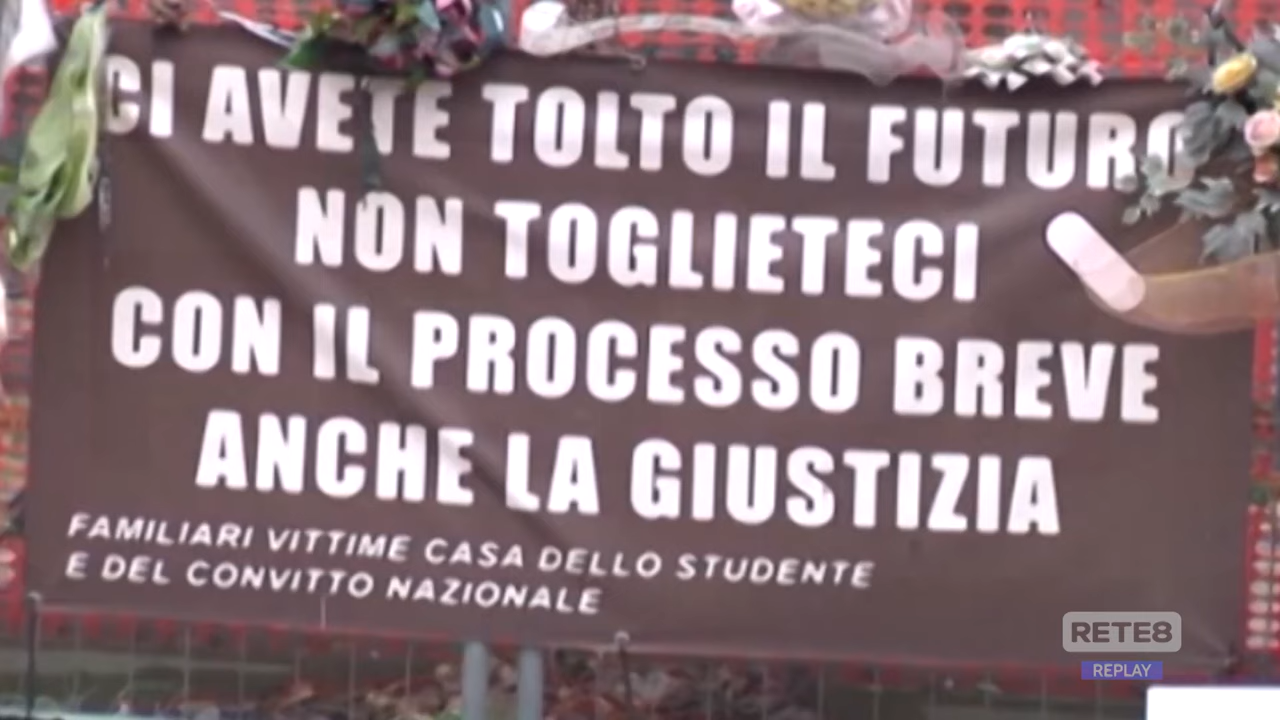 CI AVETE TOLTO IL FUTURO
NON TOGLIETECI
CON IL PROCESSO BREVE
ANCHE LA GIUSTIZIA
FAMILIARI VITTIME CASA DELLO STUDENTE
E DEL CONVITTO NAZIONALE
RETE8
REPLAY